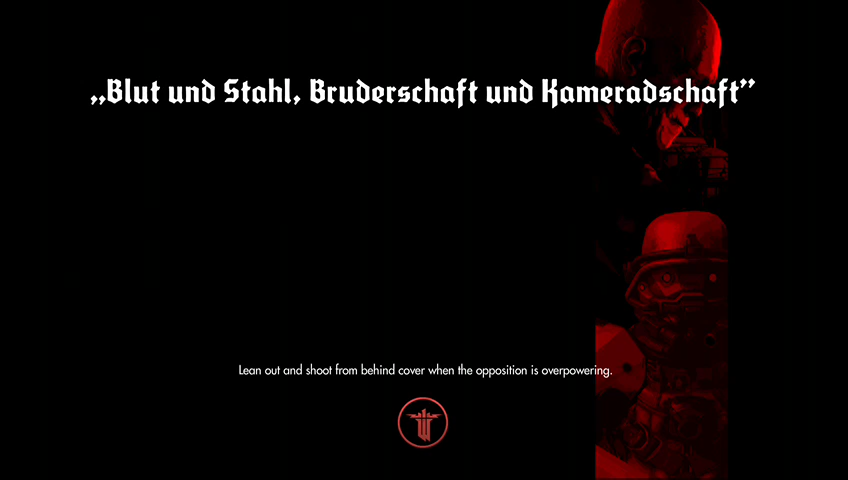 „Blut und Stahl, Bruderschaft und Kameradschaft”
Lean out and shoot from behind cover when the opposition is overpowering.